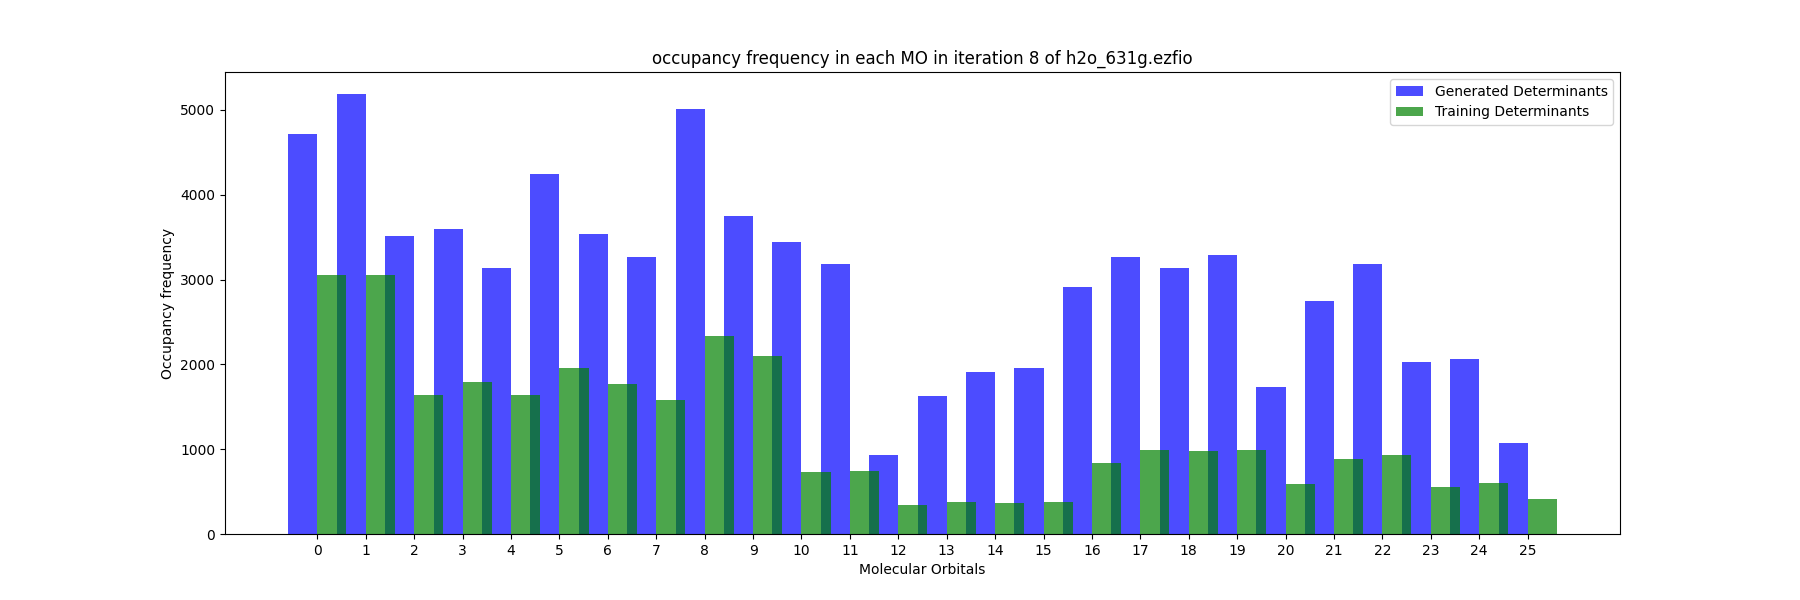 occupancy frequency in each MO in iteration 8 of h2o_631g.ezfio
Generated Determinants
Training Determinants
Occupancy frequency
5000
4000
3000
2000
1000
0
0 1 2 3 4 5 6 7 8 9 10 11 12 13 14 15 16 17 18 19 20 21 22 23 24 25
Molecular Orbitals